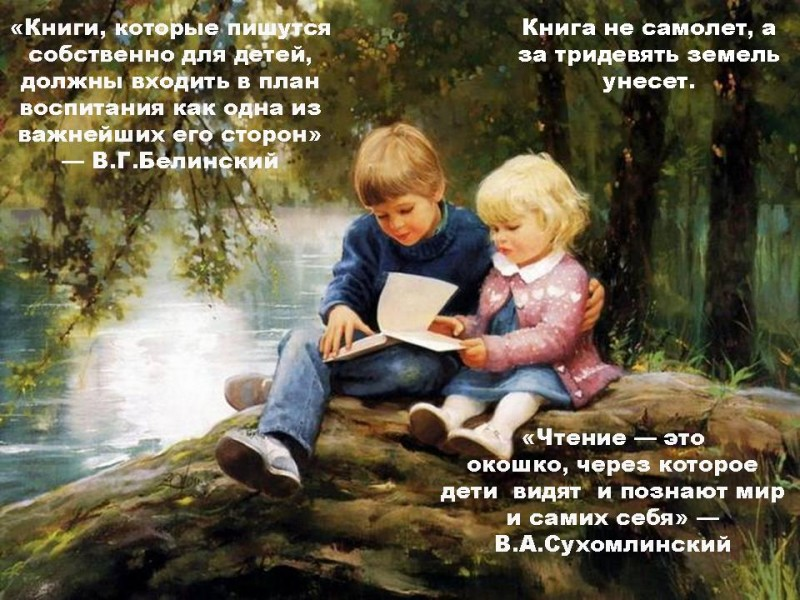 «Книги, которые пишутся
собственно для детей,
должны входить в план
воспитания как одна из
важнейших его сторон»
— В.Г.Белинский
Книга не самолет, а
за тридевять земель
унесет.
«Чтение — это
окошко, через которое
дети видят и познают мир
и самих себя» —
В.А.Сухомлинский